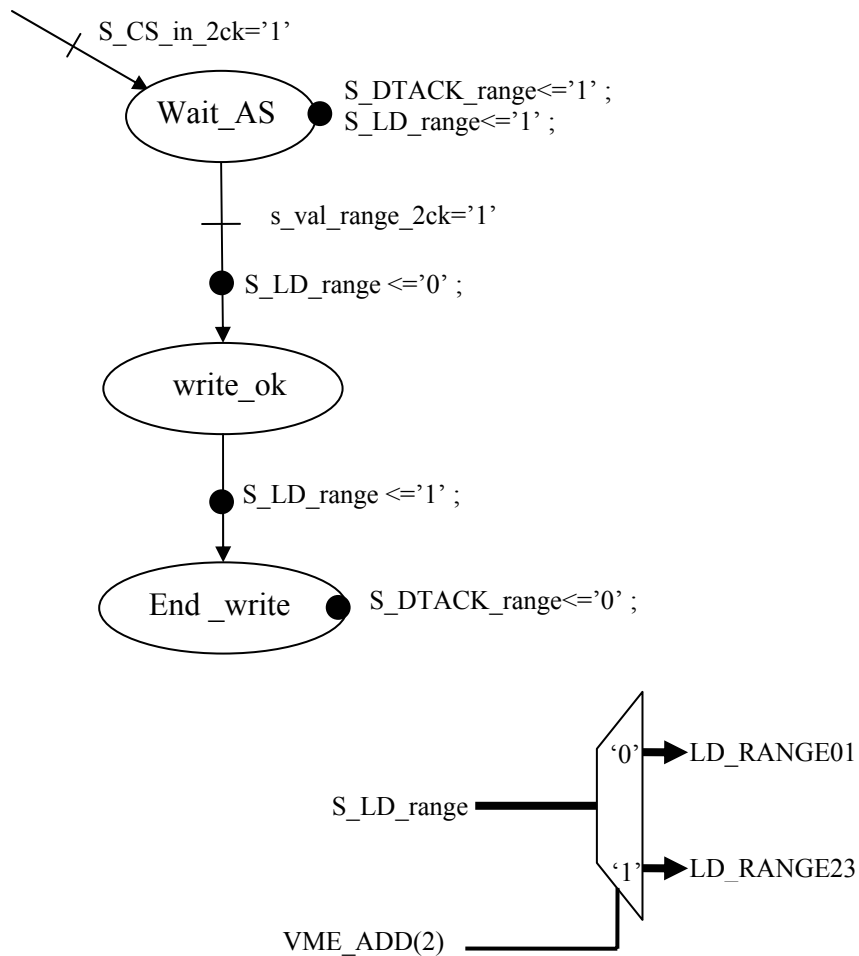 S_CS_in_2ck=’1’
Wait_AS
S_DTACK_range<=’1’ ;
S_LD_range<=’1’ ;
s_val_range_2ck=’1’
S_LD_range <=’0’ ;
write_ok
S_LD_range <=’1’ ;
End _write
S_DTACK_range<=’0’ ;
‘0’
LD_RANGE01
S_LD_range
‘1’
LD_RANGE23
VME_ADD(2)